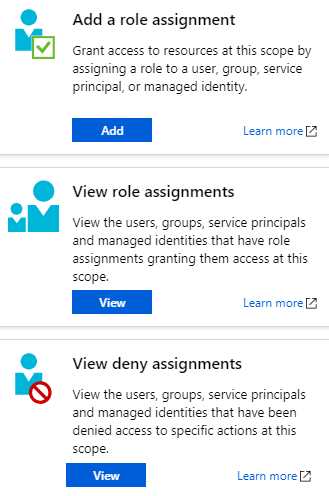 Add a role assignment
Grant access to resources at this scope by
assigning a role to a user, group, service
principal, or managed identity.
Add
Learn more
View role assignments
View the users, groups, service principals
and managed identities that have role
assignments granting them access at this
scope.
View
Learn more
View deny assignments
View the users, groups, service principals
and managed identities that have been
denied access to specific actions at this
scope.
View
Learn more